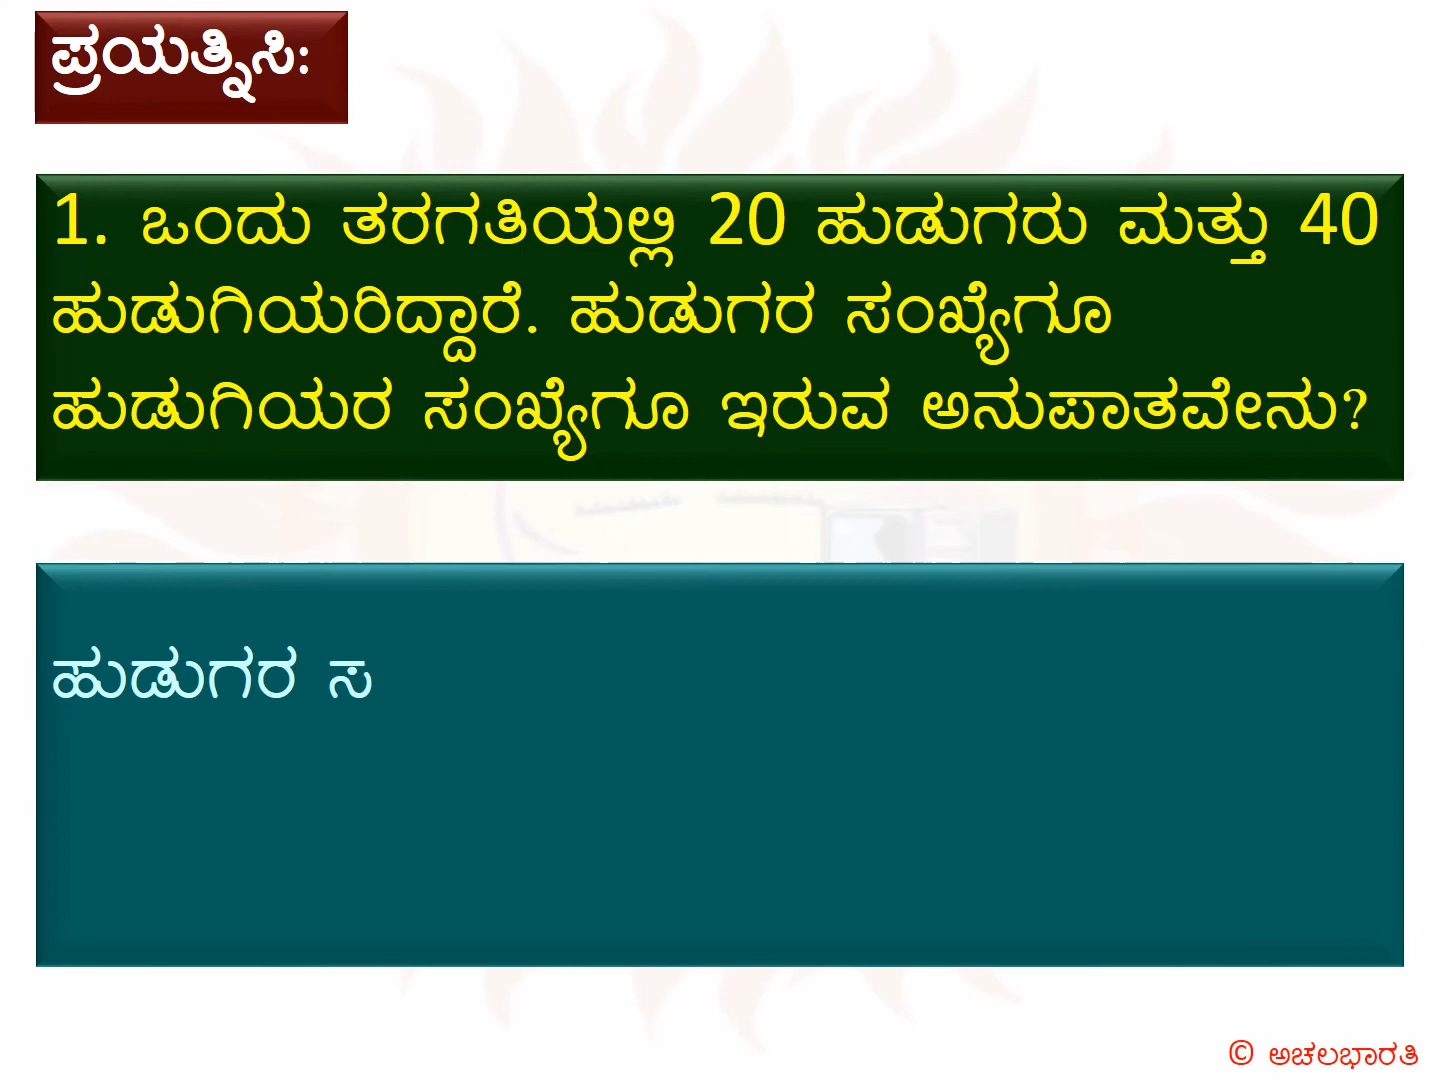 ಪ್ರಯತ್ನಿಸಿ:
1. ಒಂದು ತರಗತಿಯಲ್ಲಿ 20 ಹುಡುಗರು ಮತ್ತು 40
ಹುಡುಗಿಯರಿದ್ದಾರೆ. ಹುಡುಗರ ಸಂಖ್ಯೆಗೂ
ಹುಡುಗಿಯರ ಸಂಖ್ಯೆಗೂ ಇರುವ ಅನುಪಾತವೇನು?
ಹುಡುಗರ ಸ
© ಅಚಲಭಾರತಿ